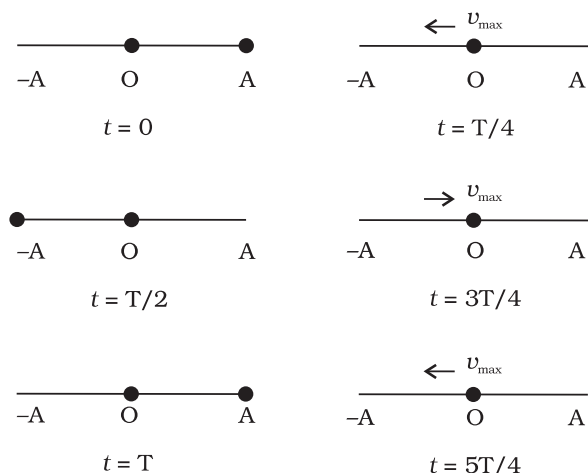 v_max
–A O A
–A O A
t = 0
t = T/4
v_max
–A O A
–A O A
t = T/2
t = 3T/4
v_max
–A O A
–A O A
t = T
t = 5T/4